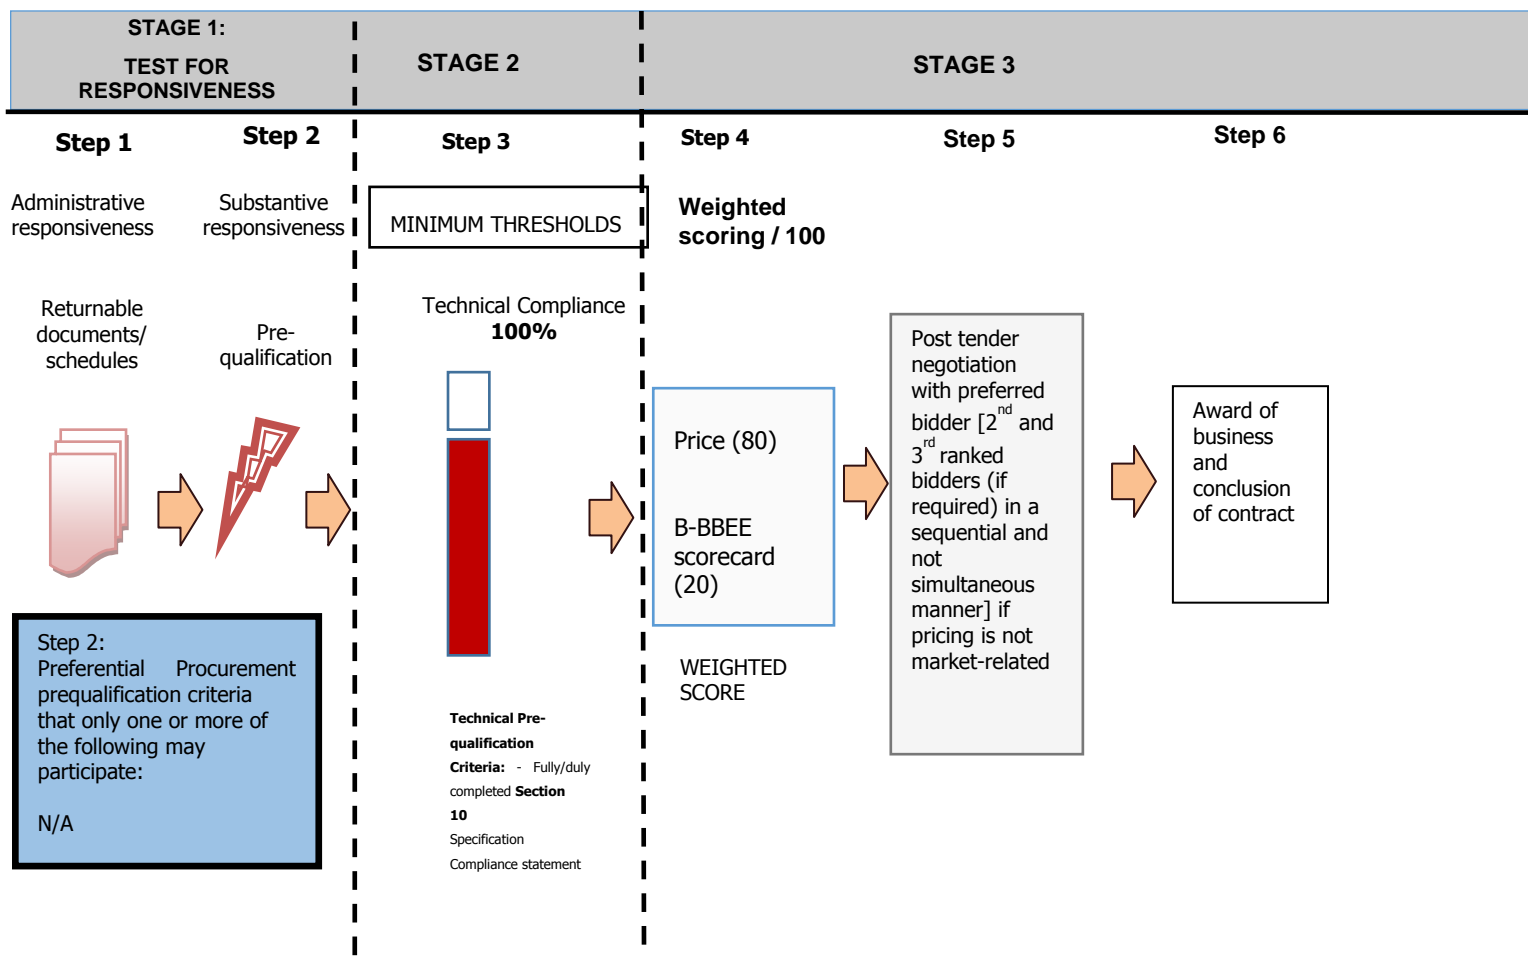 STAGE 1:
TEST FOR
RESPONSIVENESS
STAGE 2
STAGE 3
Step 1
Step 2
Step 3
Step 4
Step 5
Step 6
Administrative
responsiveness
Substantive
responsiveness
MINIMUM THRESHOLDS
Weighted
scoring / 100
Returnable
documents/
schedules
Pre-
qualification
Technical Compliance
100%
Price (80)
B-BBEE
scorecard
(20)
WEIGHTED
SCORE
Post tender
negotiation
with preferred
bidder [2nd and
3rd ranked
bidders (if
required) in a
sequential and
not
simultaneous
manner] if
pricing is not
market-related
Award of
business
and
conclusion
of contract
Step 2:
Preferential Procurement
prequalification criteria
that only one or more of
the following may
participate:
N/A
Technical Pre-
qualification
Criteria: - Fully/duly
completed Section
10
Specification
Compliance statement